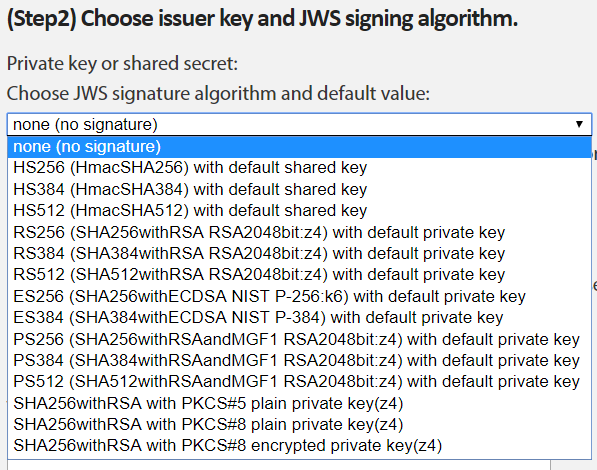 (Step2) Choose issuer key and JWS signing algorithm.
Private key or shared secret:
Choose JWS signature algorithm and default value:
none (no signature)
none (no signature)
HS256 (HmacSHA256) with default shared key
HS384 (HmacSHA384) with default shared key
HS512 (HmacSHA512) with default shared key
RS256 (SHA256withRSA RSA2048bit:z4) with default private key
RS384 (SHA384withRSA RSA2048bit:z4) with default private key
RS512 (SHA512withRSA RSA2048bit:z4) with default private key
ES256 (SHA256withECDSA NIST P-256:k6) with default private key
ES384 (SHA384withECDSA NIST P-384) with default private key
PS256 (SHA256withRSAandMGF1 RSA2048bit:z4) with default private key
PS384 (SHA384withRSAandMGF1 RSA2048bit:z4) with default private key
PS512 (SHA512withRSAandMGF1 RSA2048bit:z4) with default private key
SHA256withRSA with PKCS#5 plain private key(z4)
SHA256withRSA with PKCS#8 plain private key(z4)
SHA256withRSA with PKCS#8 encrypted private key(z4)